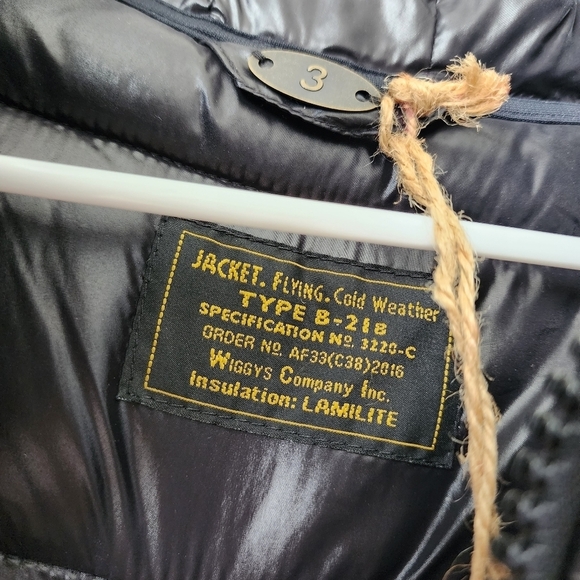 3
JACKET. FLYING. Cold Weather
TYPE B-218
SPECIFICATION No. 3220-C
ORDER No. AF33(C38)2016
WIGGYS COMPANY INC.
Insulation: LAMILITE